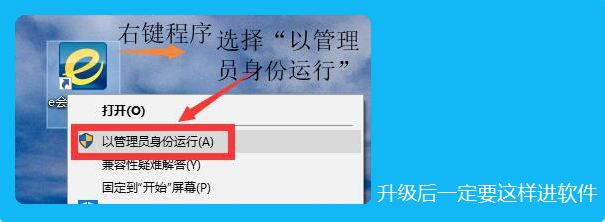 右键程序
选择“以管理
员身份运行”
e会
打开(O)
以管理员身份运行(A)
兼容性疑难解答(Y)
固定到“开始”屏幕(P)
升级后一定要这样进软件